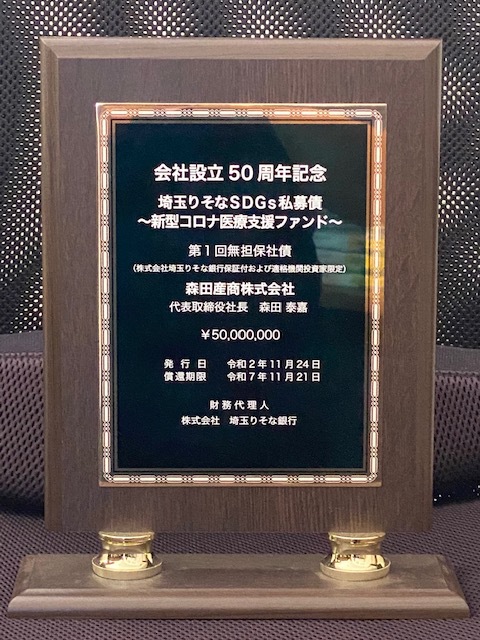 会社設立50周年記念
埼玉りそなSDGs私募債
～新型コロナ医療支援ファンド～
第1回無担保社債
(株式会社埼玉りそな銀行保証付および適格機関投資家限定)
森田産商株式会社
代表取締役社長 森田 泰嘉
￥50,000,000
発行日 令和2年11月24日
償還期限 令和7年11月21日
財務代理人
株式会社 埼玉りそな銀行